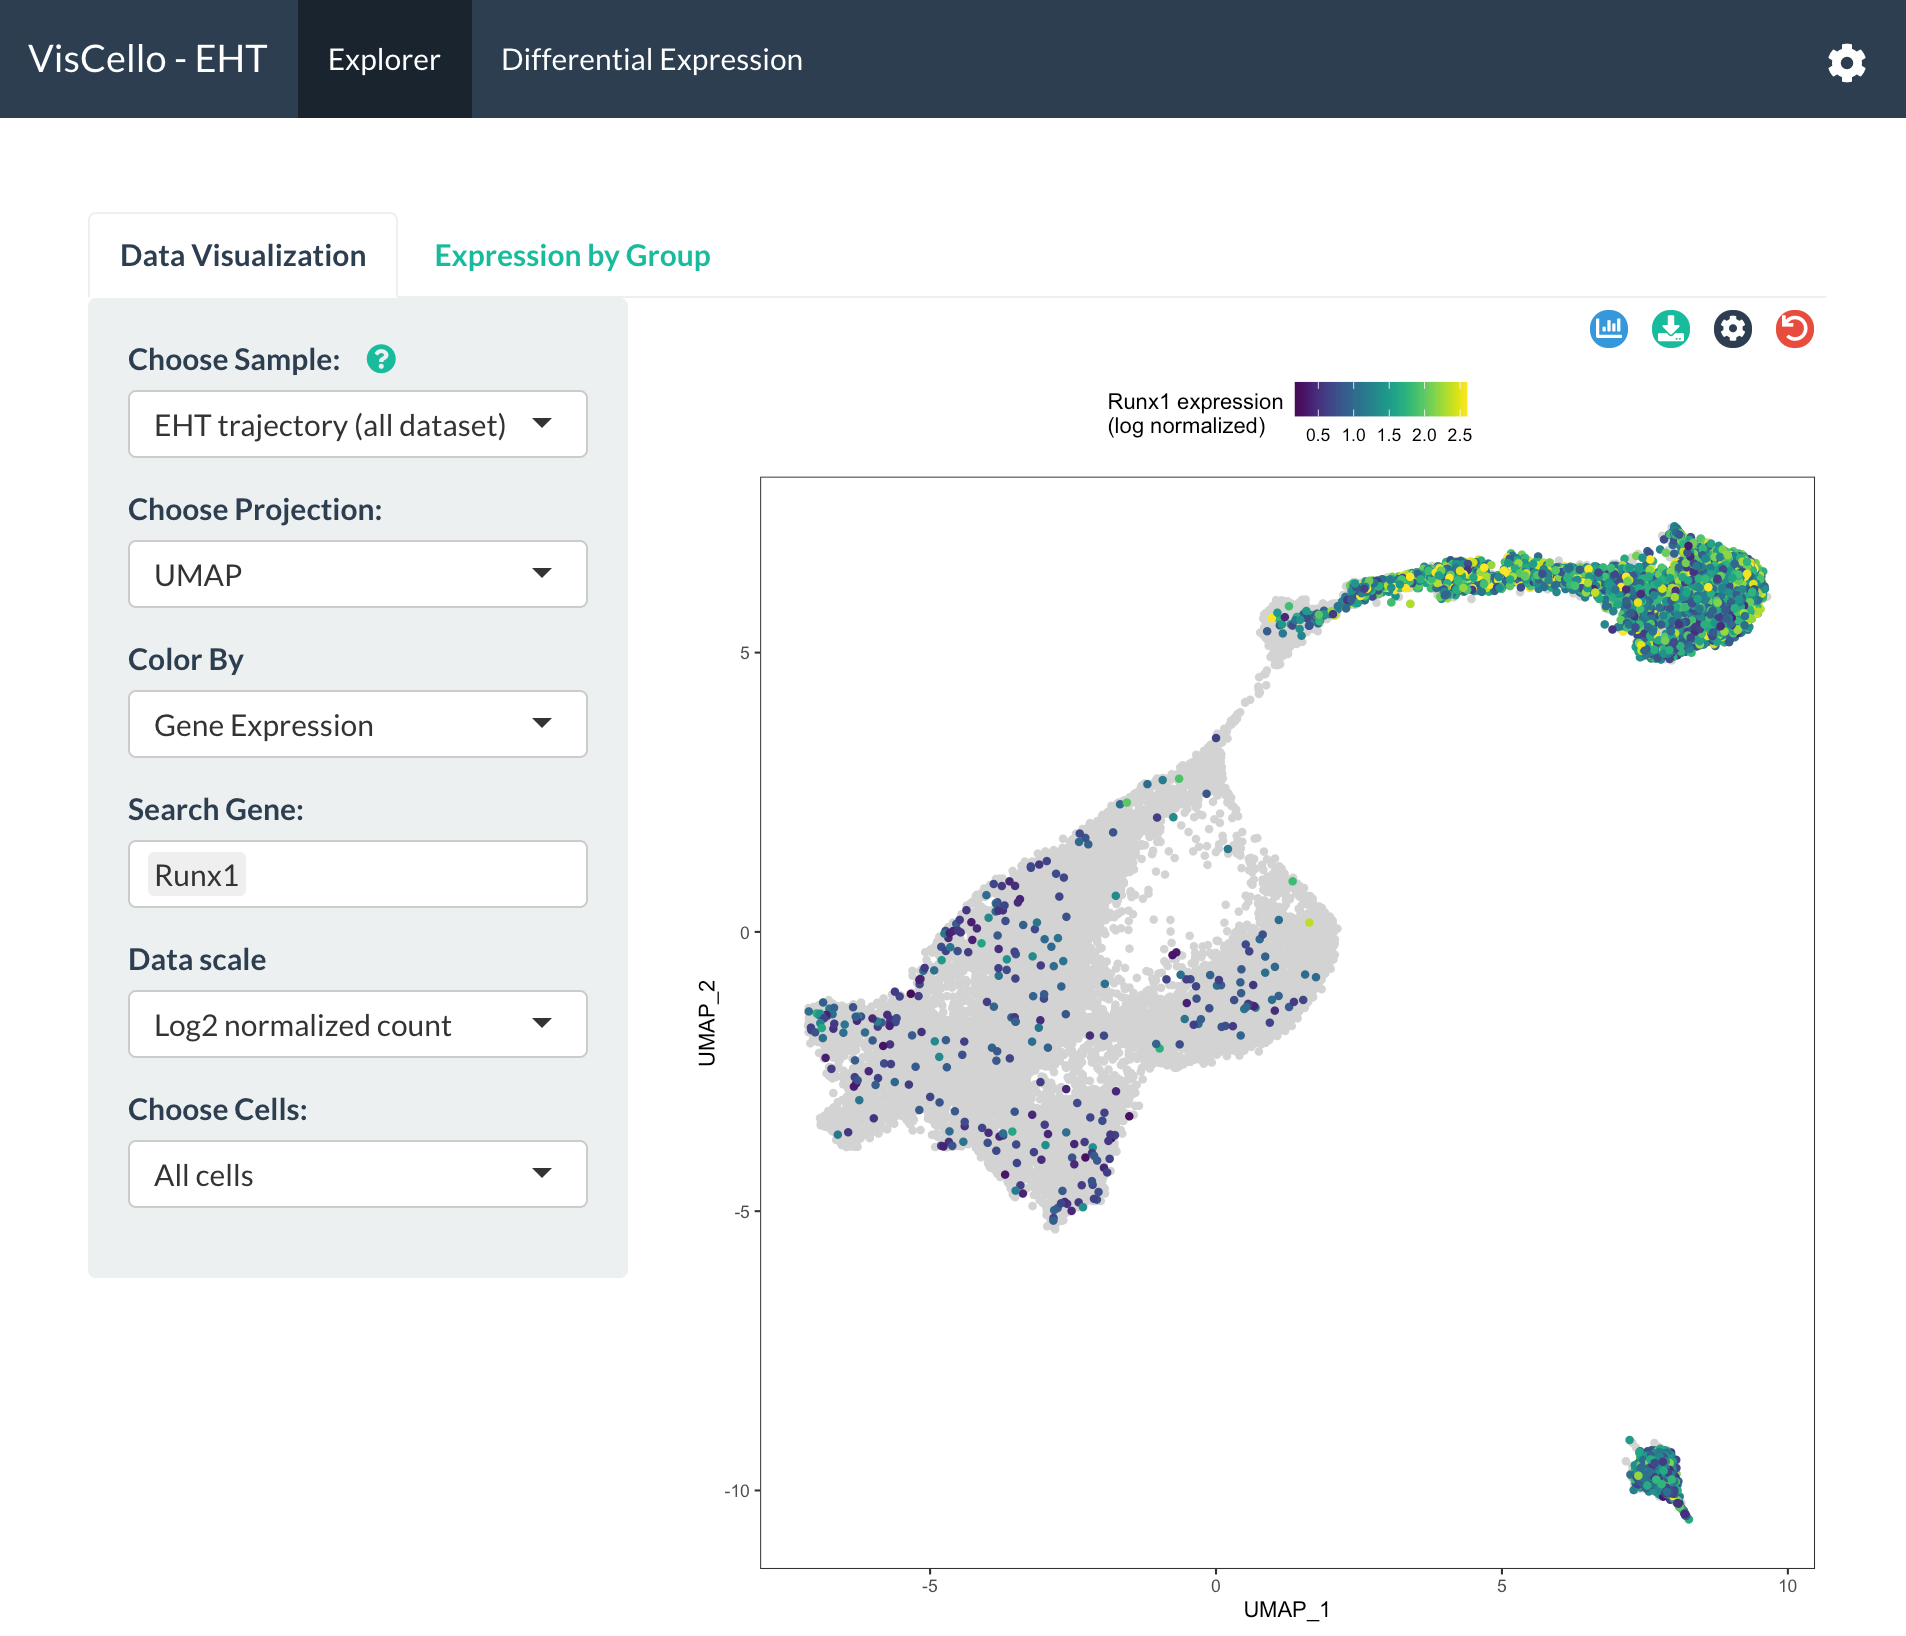 VisCello - EHT
Explorer
Differential Expression
Data Visualization
Expression by Group
Choose Sample: ?
EHT trajectory (all dataset)
Choose Projection:
UMAP
Color By
Gene Expression
Search Gene:
Runx1
Data scale
Log2 normalized count
Choose Cells:
All cells
Runx1 expression
(log normalized)
0.5 1.0 1.5 2.0 2.5
5
0
-5
-10
UMAP_2
-5 0 5 10
UMAP_1